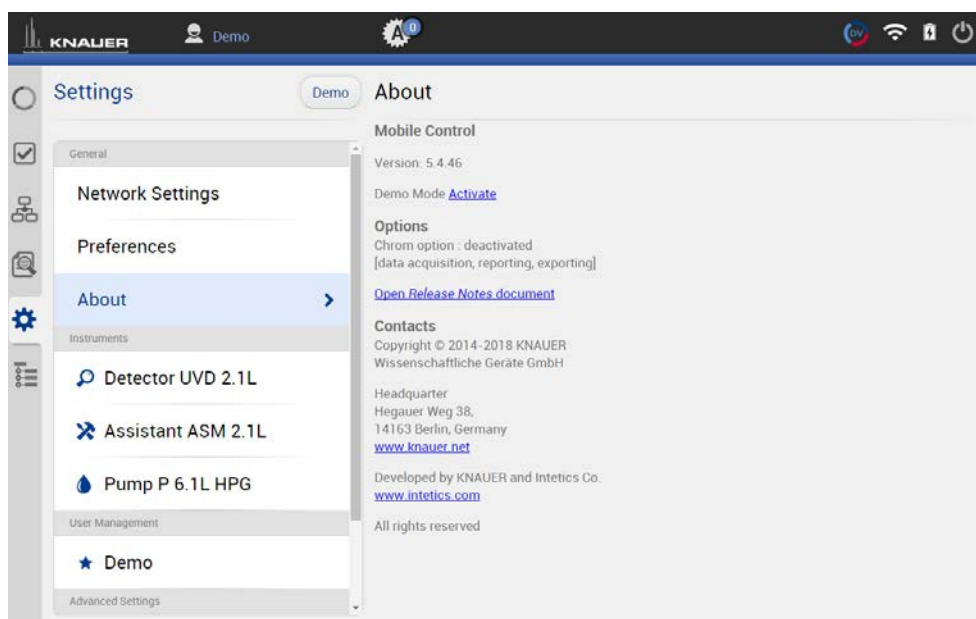 KNAUER
Demo
A 0
OV
Settings
Demo
General
Network Settings
Preferences
About
Instruments
Detector UVD 2.1L
Assistant ASM 2.1L
Pump P 6.1L HPG
User Management
Demo
Advanced Settings
About
Mobile Control
Version: 5.4.46
Demo Mode Activate
Options
Chrom option : deactivated
[data acquisition, reporting, exporting]
Open Release Notes document
Contacts
Copyright © 2014-2018 KNAUER
Wissenschaftliche Geräte GmbH
Headquarter
Hegauer Weg 38,
14163 Berlin, Germany
www.knauer.net
Developed by KNAUER and Intetics Co.
www.intetics.com
All rights reserved